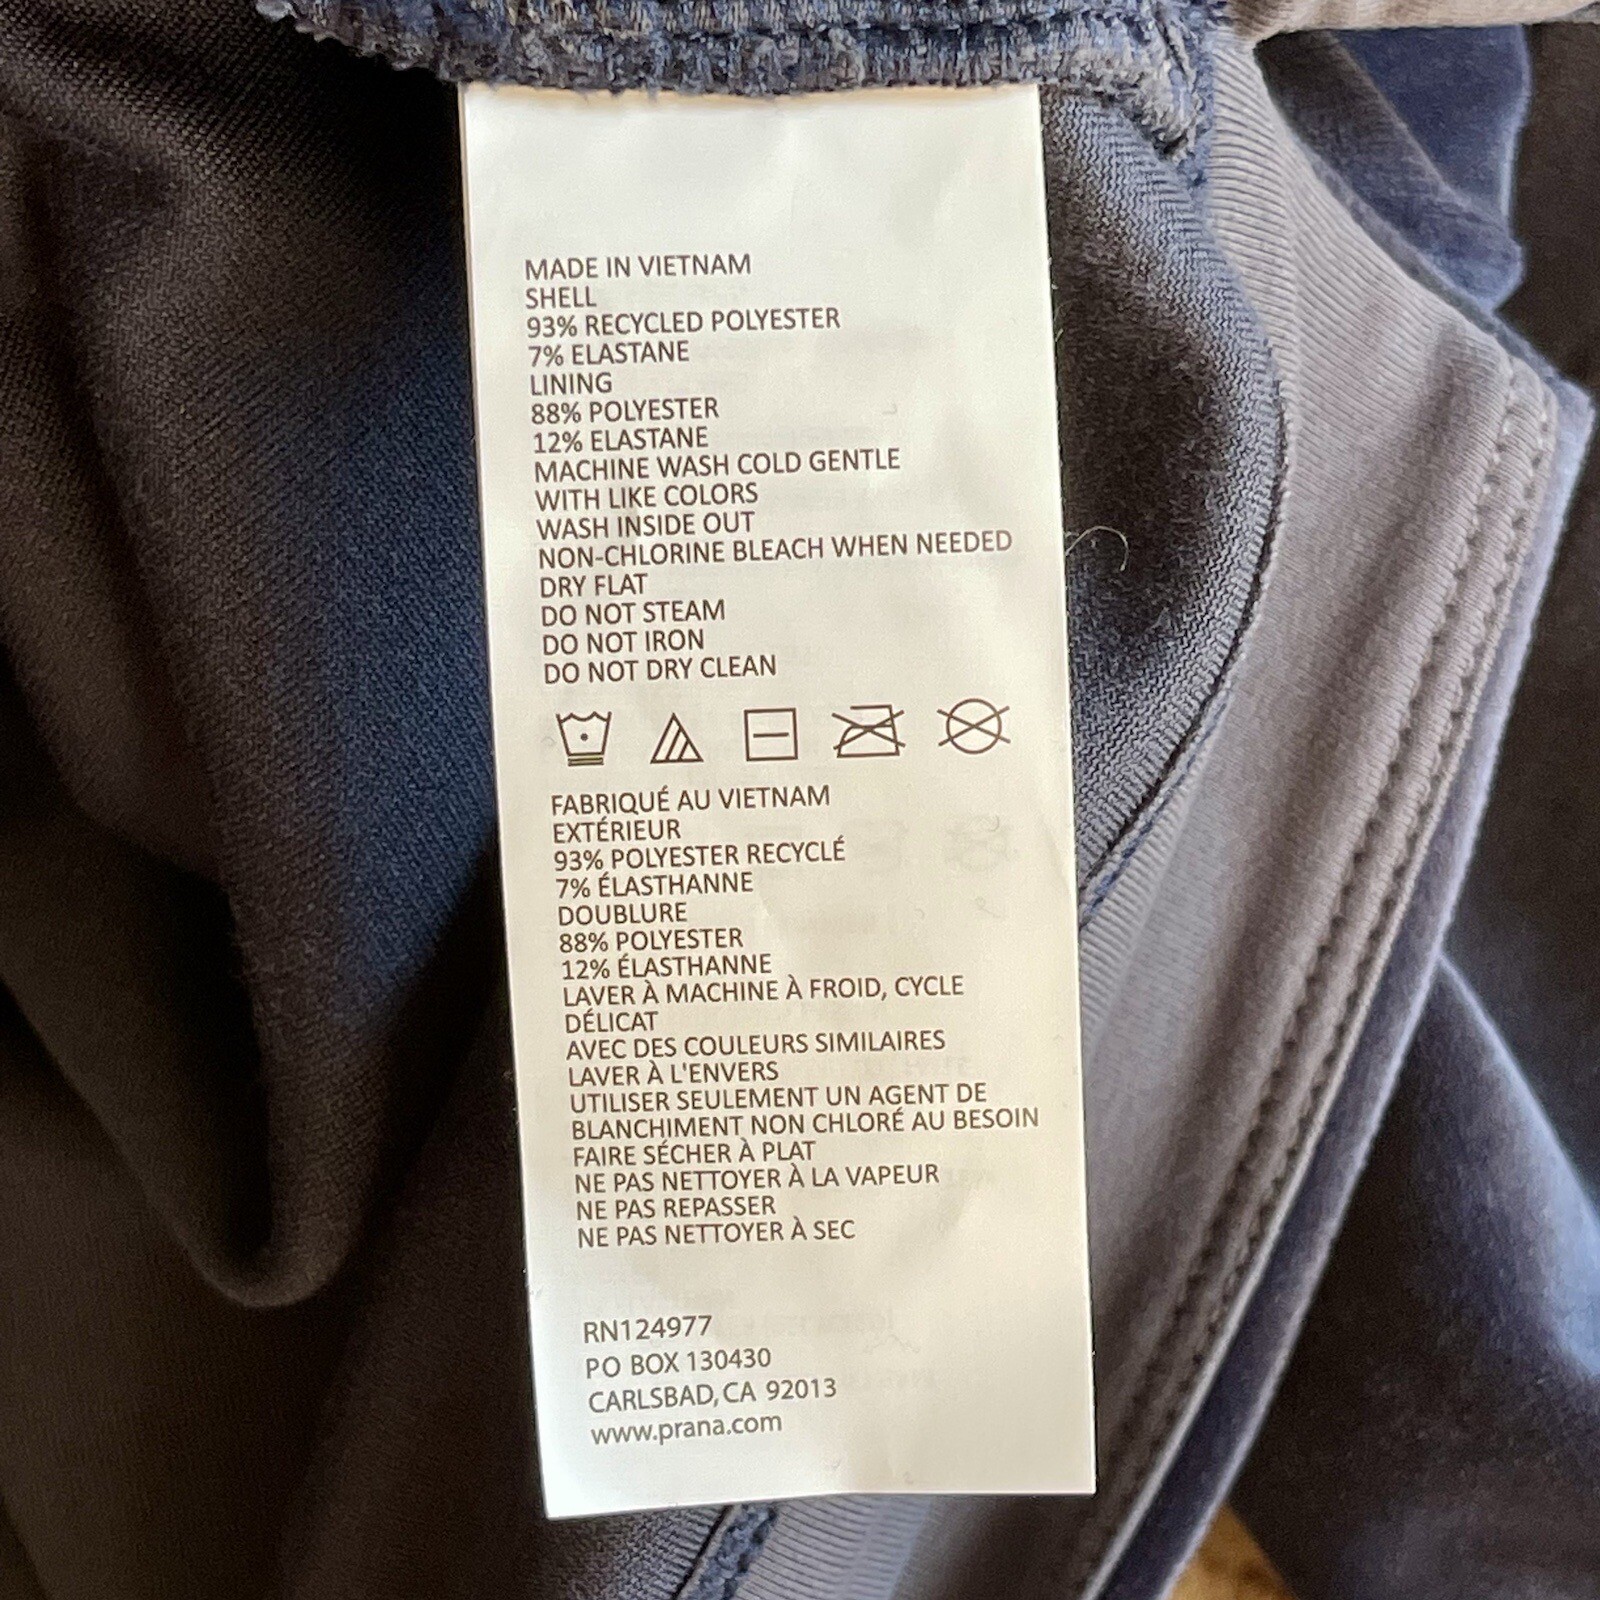 MADE IN VIETNAM
SHELL
93% RECYCLED POLYESTER
7% ELASTANE
LINING
88% POLYESTER
12% ELASTANE
MACHINE WASH COLD GENTLE
WITH LIKE COLORS
WASH INSIDE OUT
NON-CHLORINE BLEACH WHEN NEEDED
DRY FLAT
DO NOT STEAM
DO NOT IRON
DO NOT DRY CLEAN
FABRIQUÉ AU VIETNAM
EXTÉRIEUR
93% POLYESTER RECYCLÉ
7% ÉLASTHANNE
DOUBLURE
88% POLYESTER
12% ÉLASTHANNE
LAVER À MACHINE À FROID, CYCLE
DÉLICAT
AVEC DES COULEURS SIMILAIRES
LAVER À L'ENVERS
UTILISER SEULEMENT UN AGENT DE
BLANCHIMENT NON CHLORÉ AU BESOIN
FAIRE SÉCHER À PLAT
NE PAS NETTOYER À LA VAPEUR
NE PAS REPASSER
NE PAS NETTOYER À SEC
RN124977
PO BOX 130430
CARLSBAD, CA 92013
www.prana.com